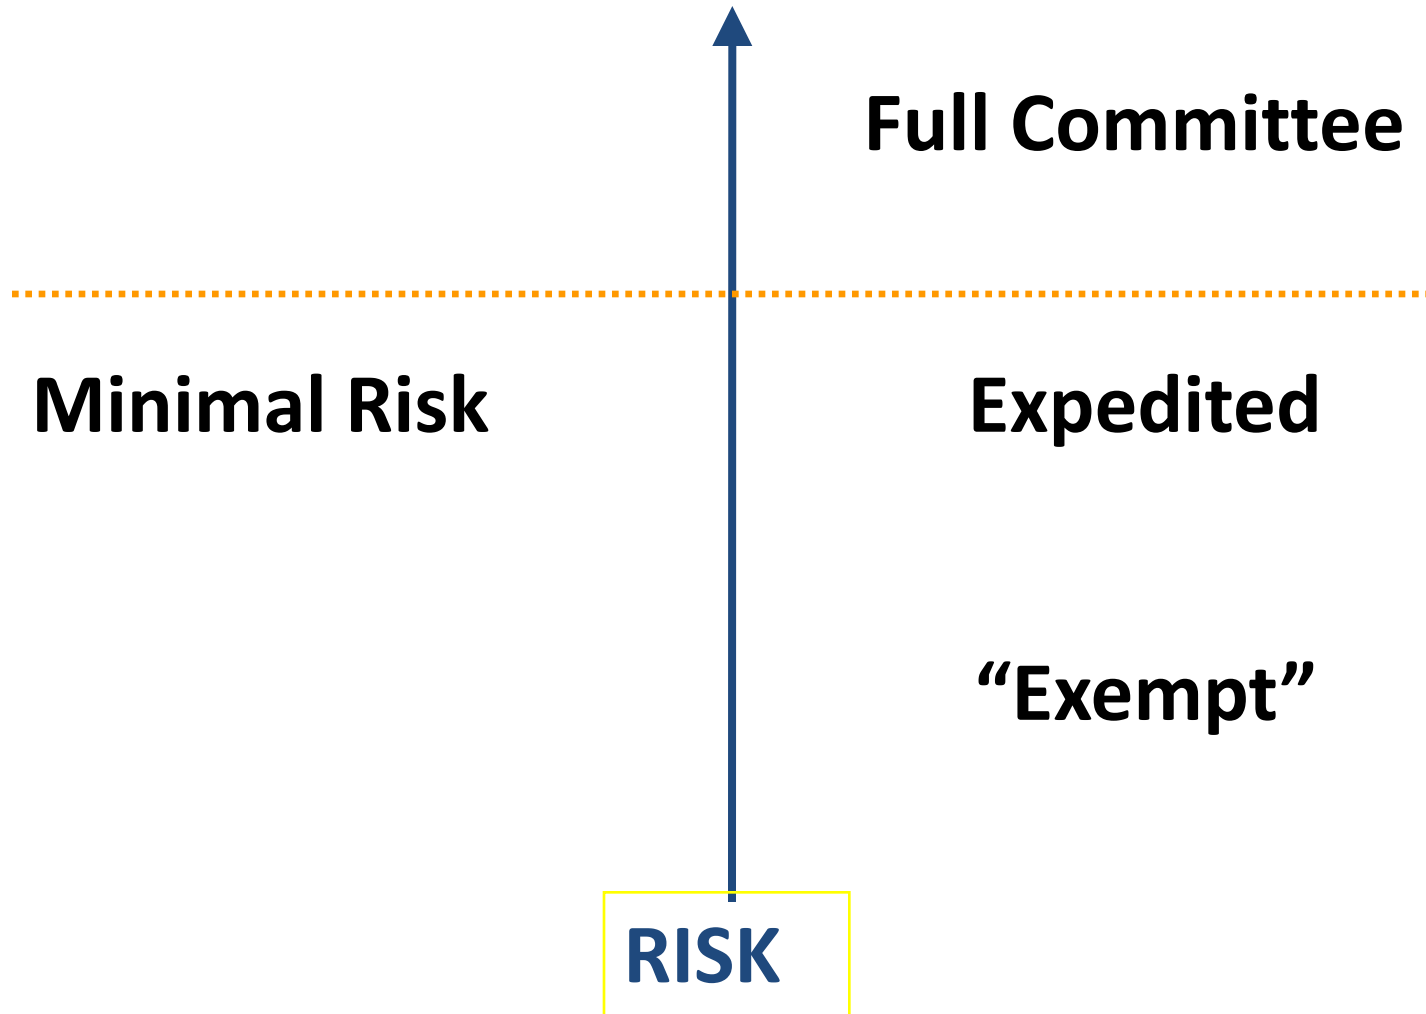 Full Committee
Minimal Risk
Expedited
“Exempt”
RISK